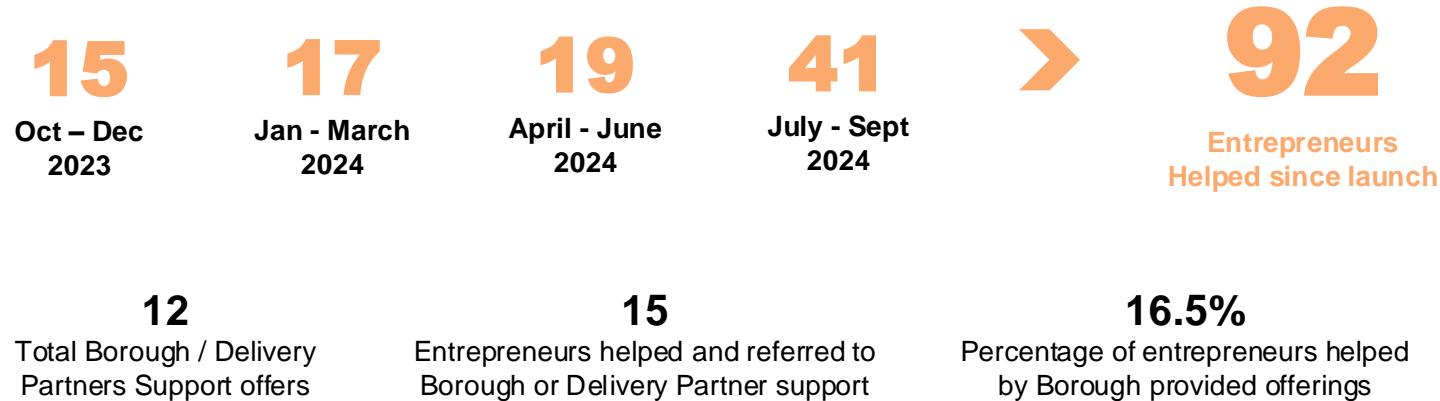 15
Oct – Dec
2023
17
Jan - March
2024
19
April - June
2024
41
July - Sept
2024
92
Entrepreneurs
Helped since launch
12
Total Borough / Delivery
Partners Support offers
15
Entrepreneurs helped and referred to
Borough or Delivery Partner support
16.5%
Percentage of entrepreneurs helped
by Borough provided offerings